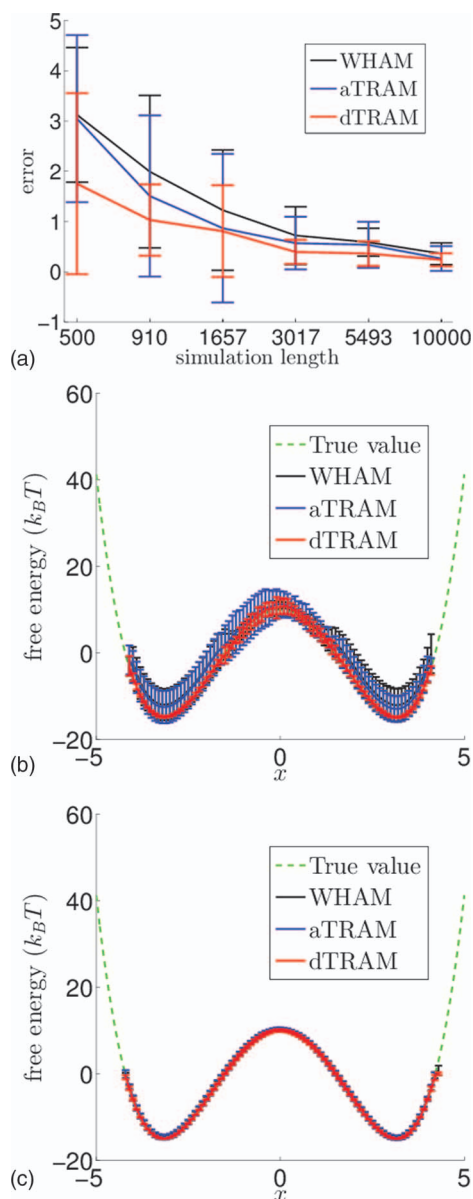 5
4
3
2
1
0
−1
error
WHAM
aTRAM
dTRAM
500 910 1657 3017 5493 10000
simulation length
(a)
60
40
20
0
−20
free energy (k_BT)
True value
WHAM
aTRAM
dTRAM
−5 0 5
x
(b)
60
40
20
0
−20
free energy (k_BT)
True value
WHAM
aTRAM
dTRAM
−5 0 5
x
(c)